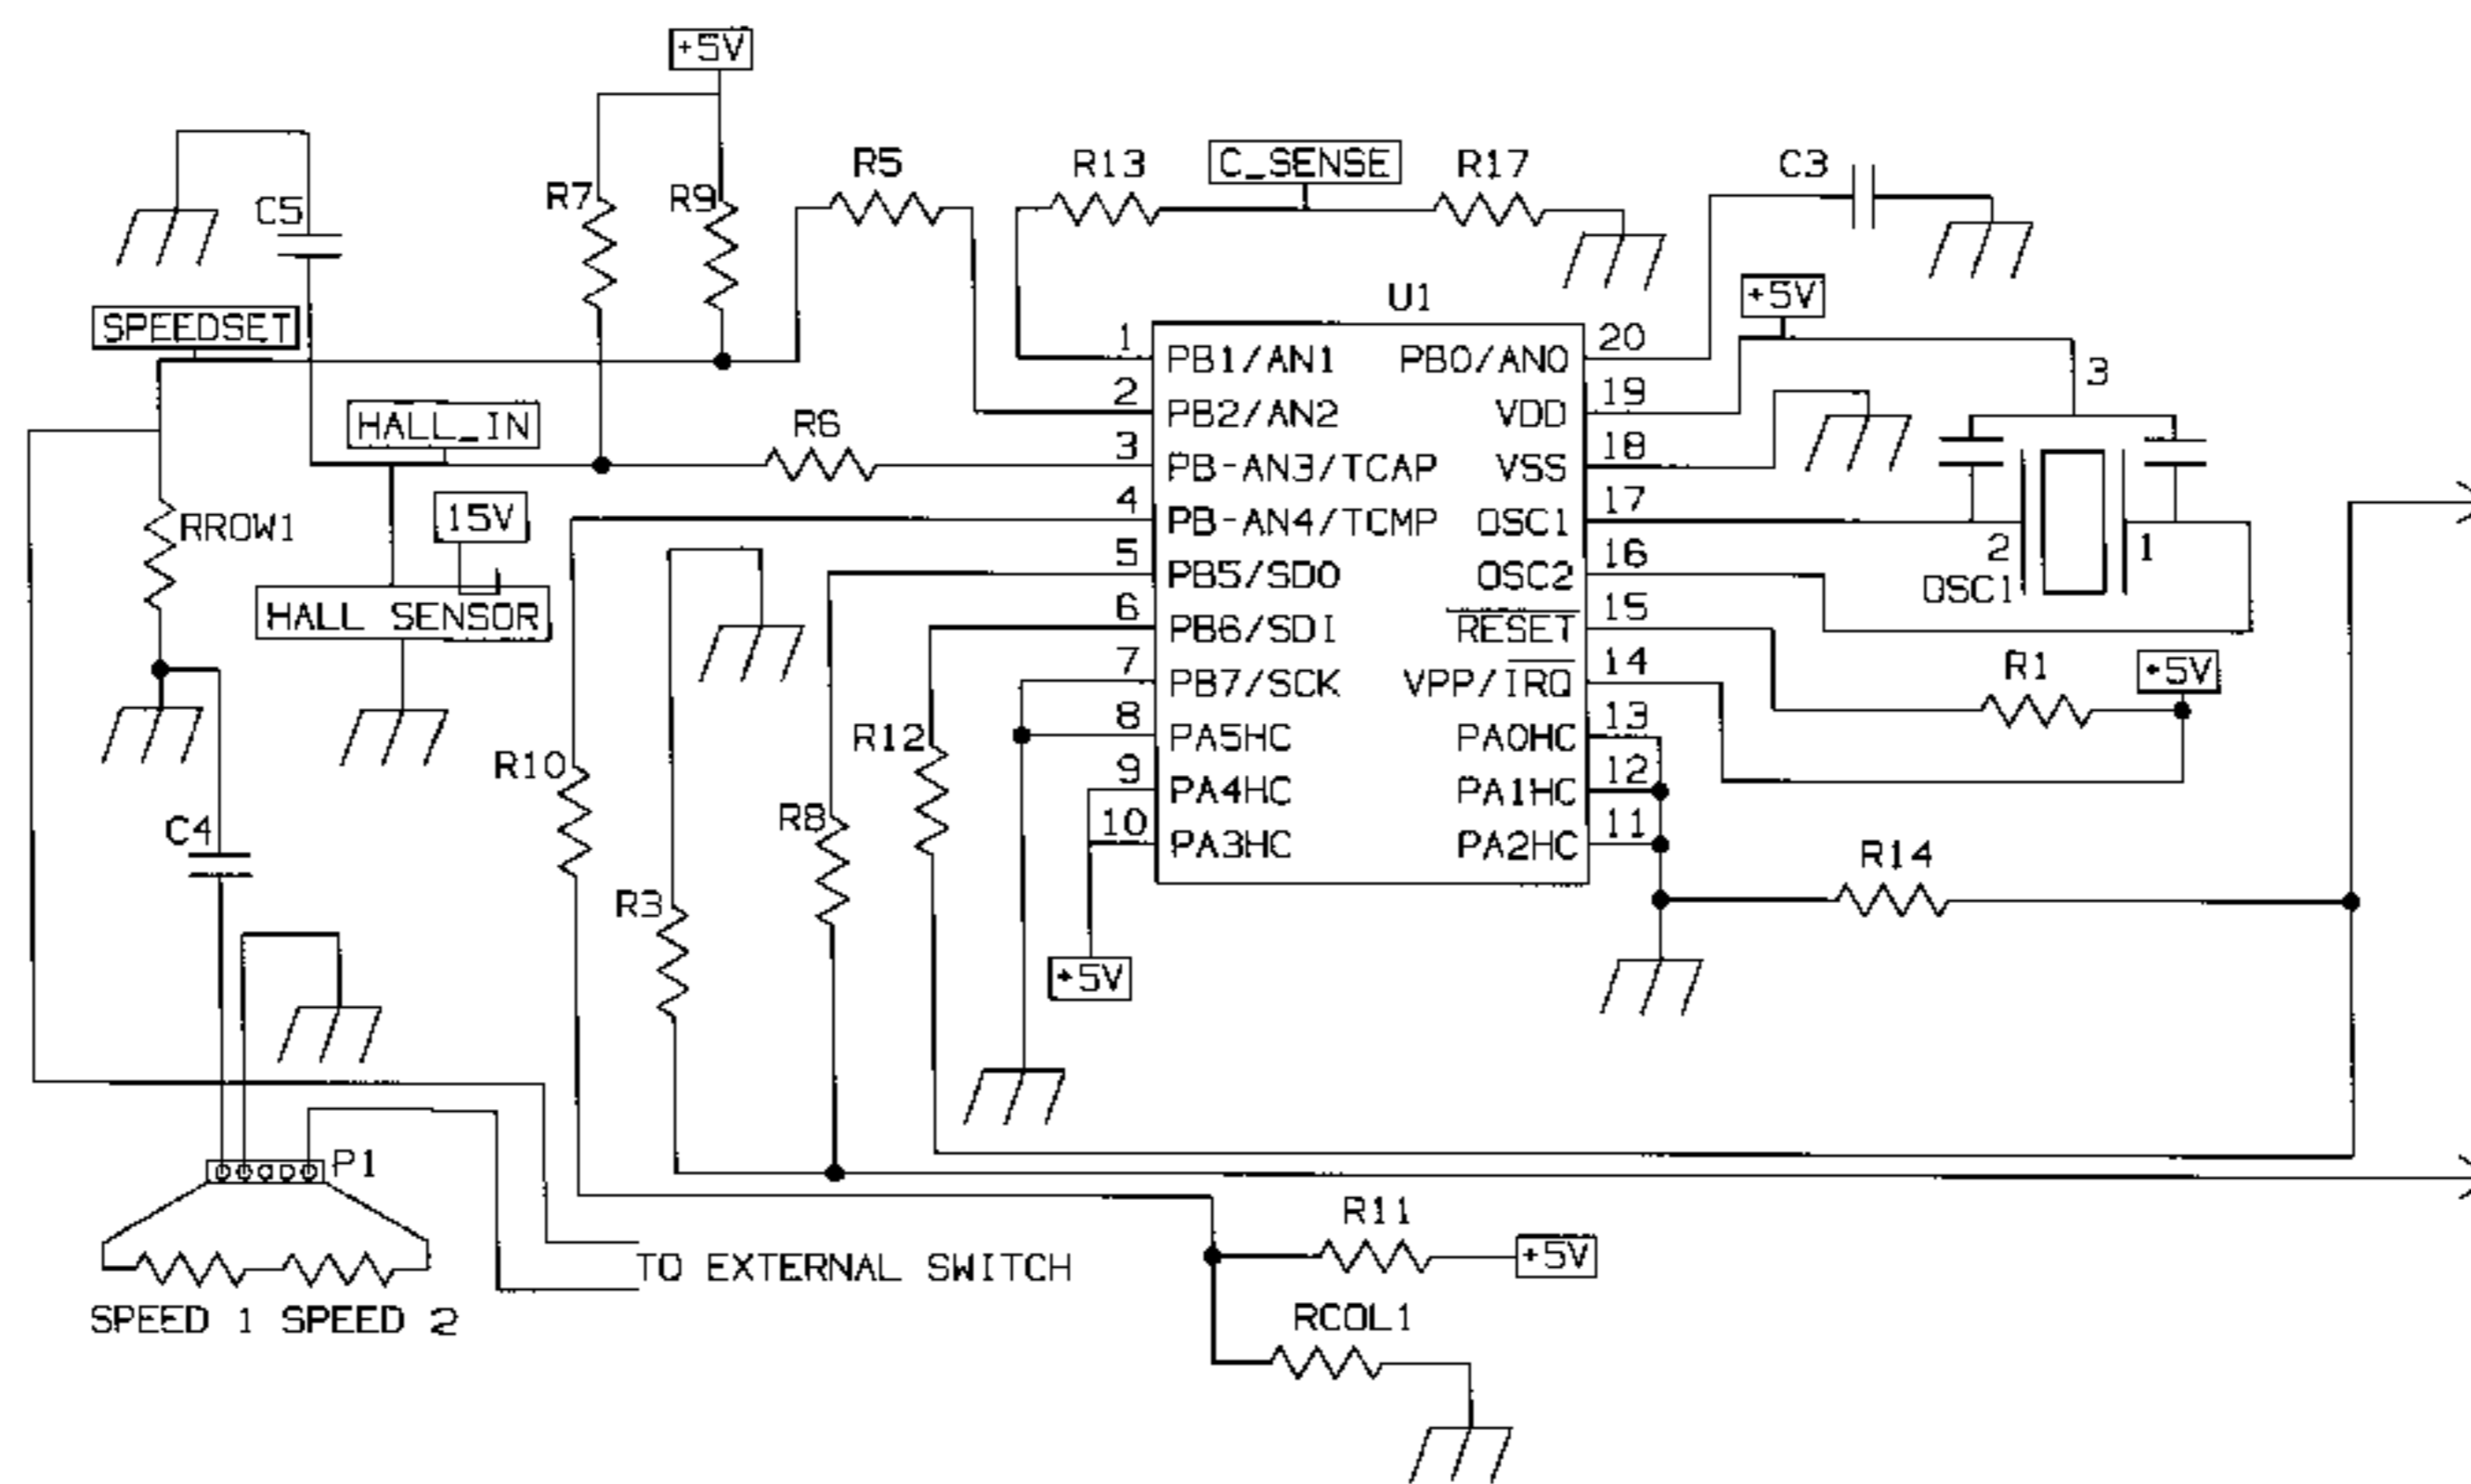 +5V
R5
R13
C_SENSE
R17
C3
R7
R9
C5
+5V
U1
SPEEDSET
1
PB1/AN1
PB0/AN0
20
3
2
PB2/AN2
VDD
19
HALL_IN
R6
3
PB-AN3/TCAP
VSS
18
15V
RROW1
4
PB-AN4/TCMP
OSC1
17
5
PB5/SDO
OSC2
16
2
1
OSC1
HALL SENSOR
6
PB6/SDI
RESET
15
7
PB7/SCK
VPP/IRQ
14
R1
+5V
R10
R12
8
PA5HC
PA0HC
13
9
PA4HC
PA1HC
12
C4
R8
10
PA3HC
PA2HC
11
R14
R3
+5V
P1
R11
+5V
TO EXTERNAL SWITCH
SPEED 1 SPEED 2
RCOL1